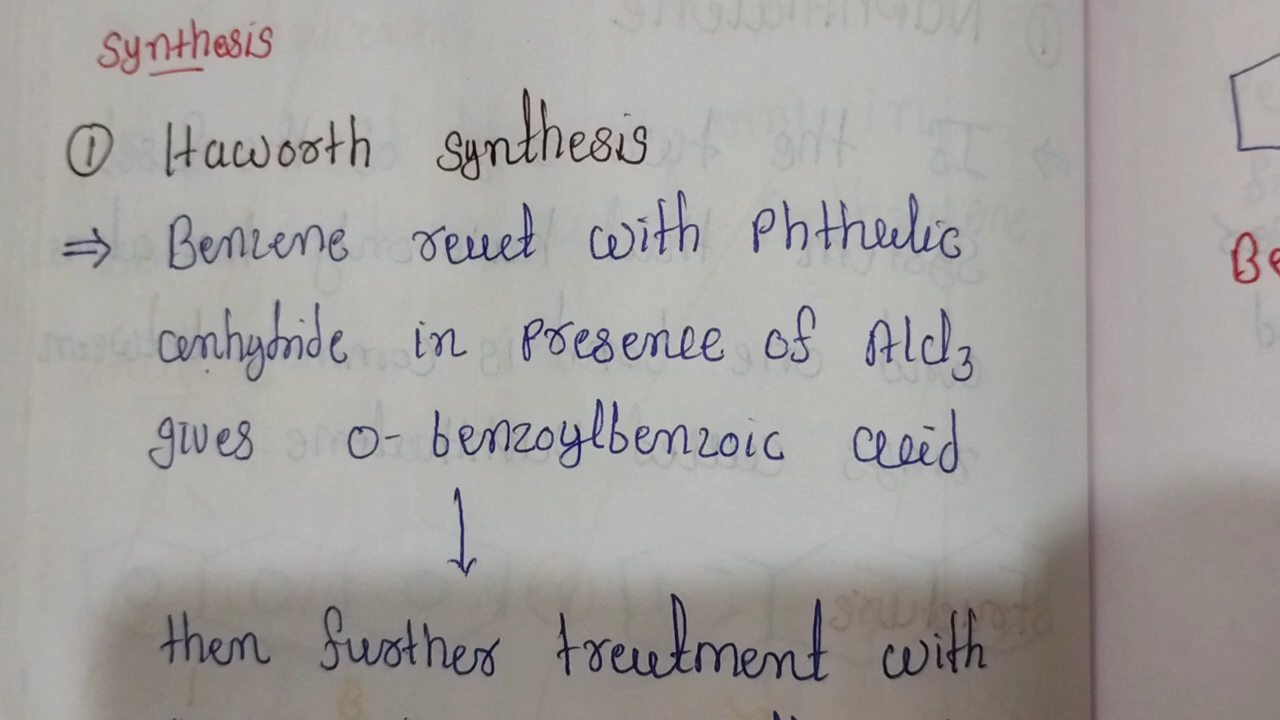 Synthesis
① Haworth synthesis
⇒ Benzene react with Phthalic
anhydride in presence of AlCl3
gives o-benzoylbenzoic acid
↓
then further treatment with
Be